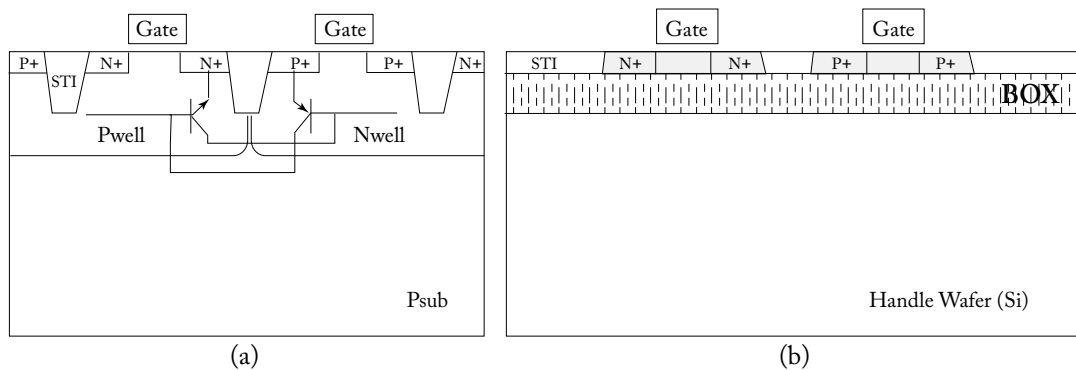 Gate
Gate
P+
STI
N+
N+
P+
P+
N+
Pwell
Nwell
Psub
(a)
Gate
Gate
STI
N+
N+
P+
P+
BOX
Handle Wafer (Si)
(b)